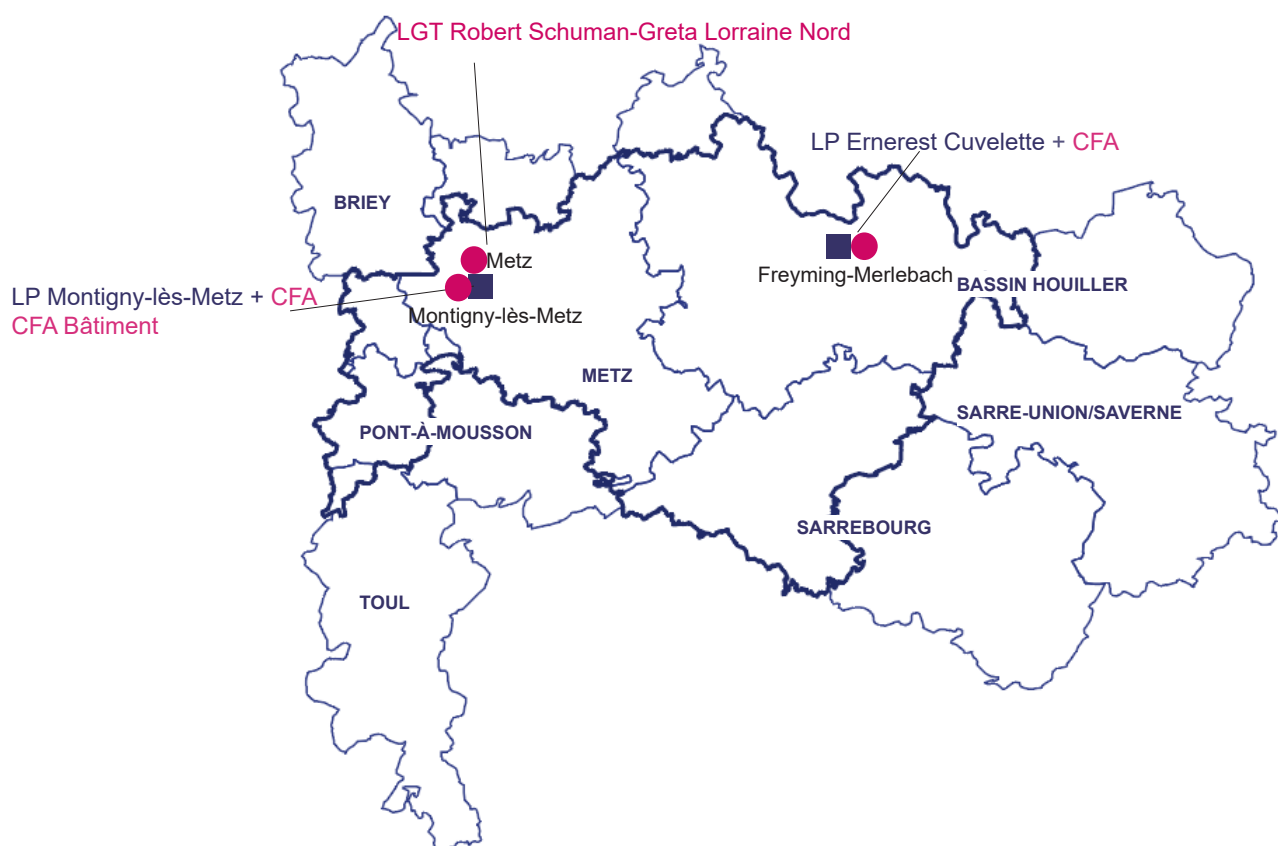 LGT Robert Schuman-Greta Lorraine Nord
LP Ernerest Cuvelette + CFA
BRIEY
Metz
Freyming-Merlebach
BASSIN HOUILLER
LP Montigny-lès-Metz + CFA
CFA Bâtiment
Montigny-lès-Metz
METZ
SARRE-UNION/SAVERNE
PONT-À-MOUSSON
SARREBOURG
TOUL